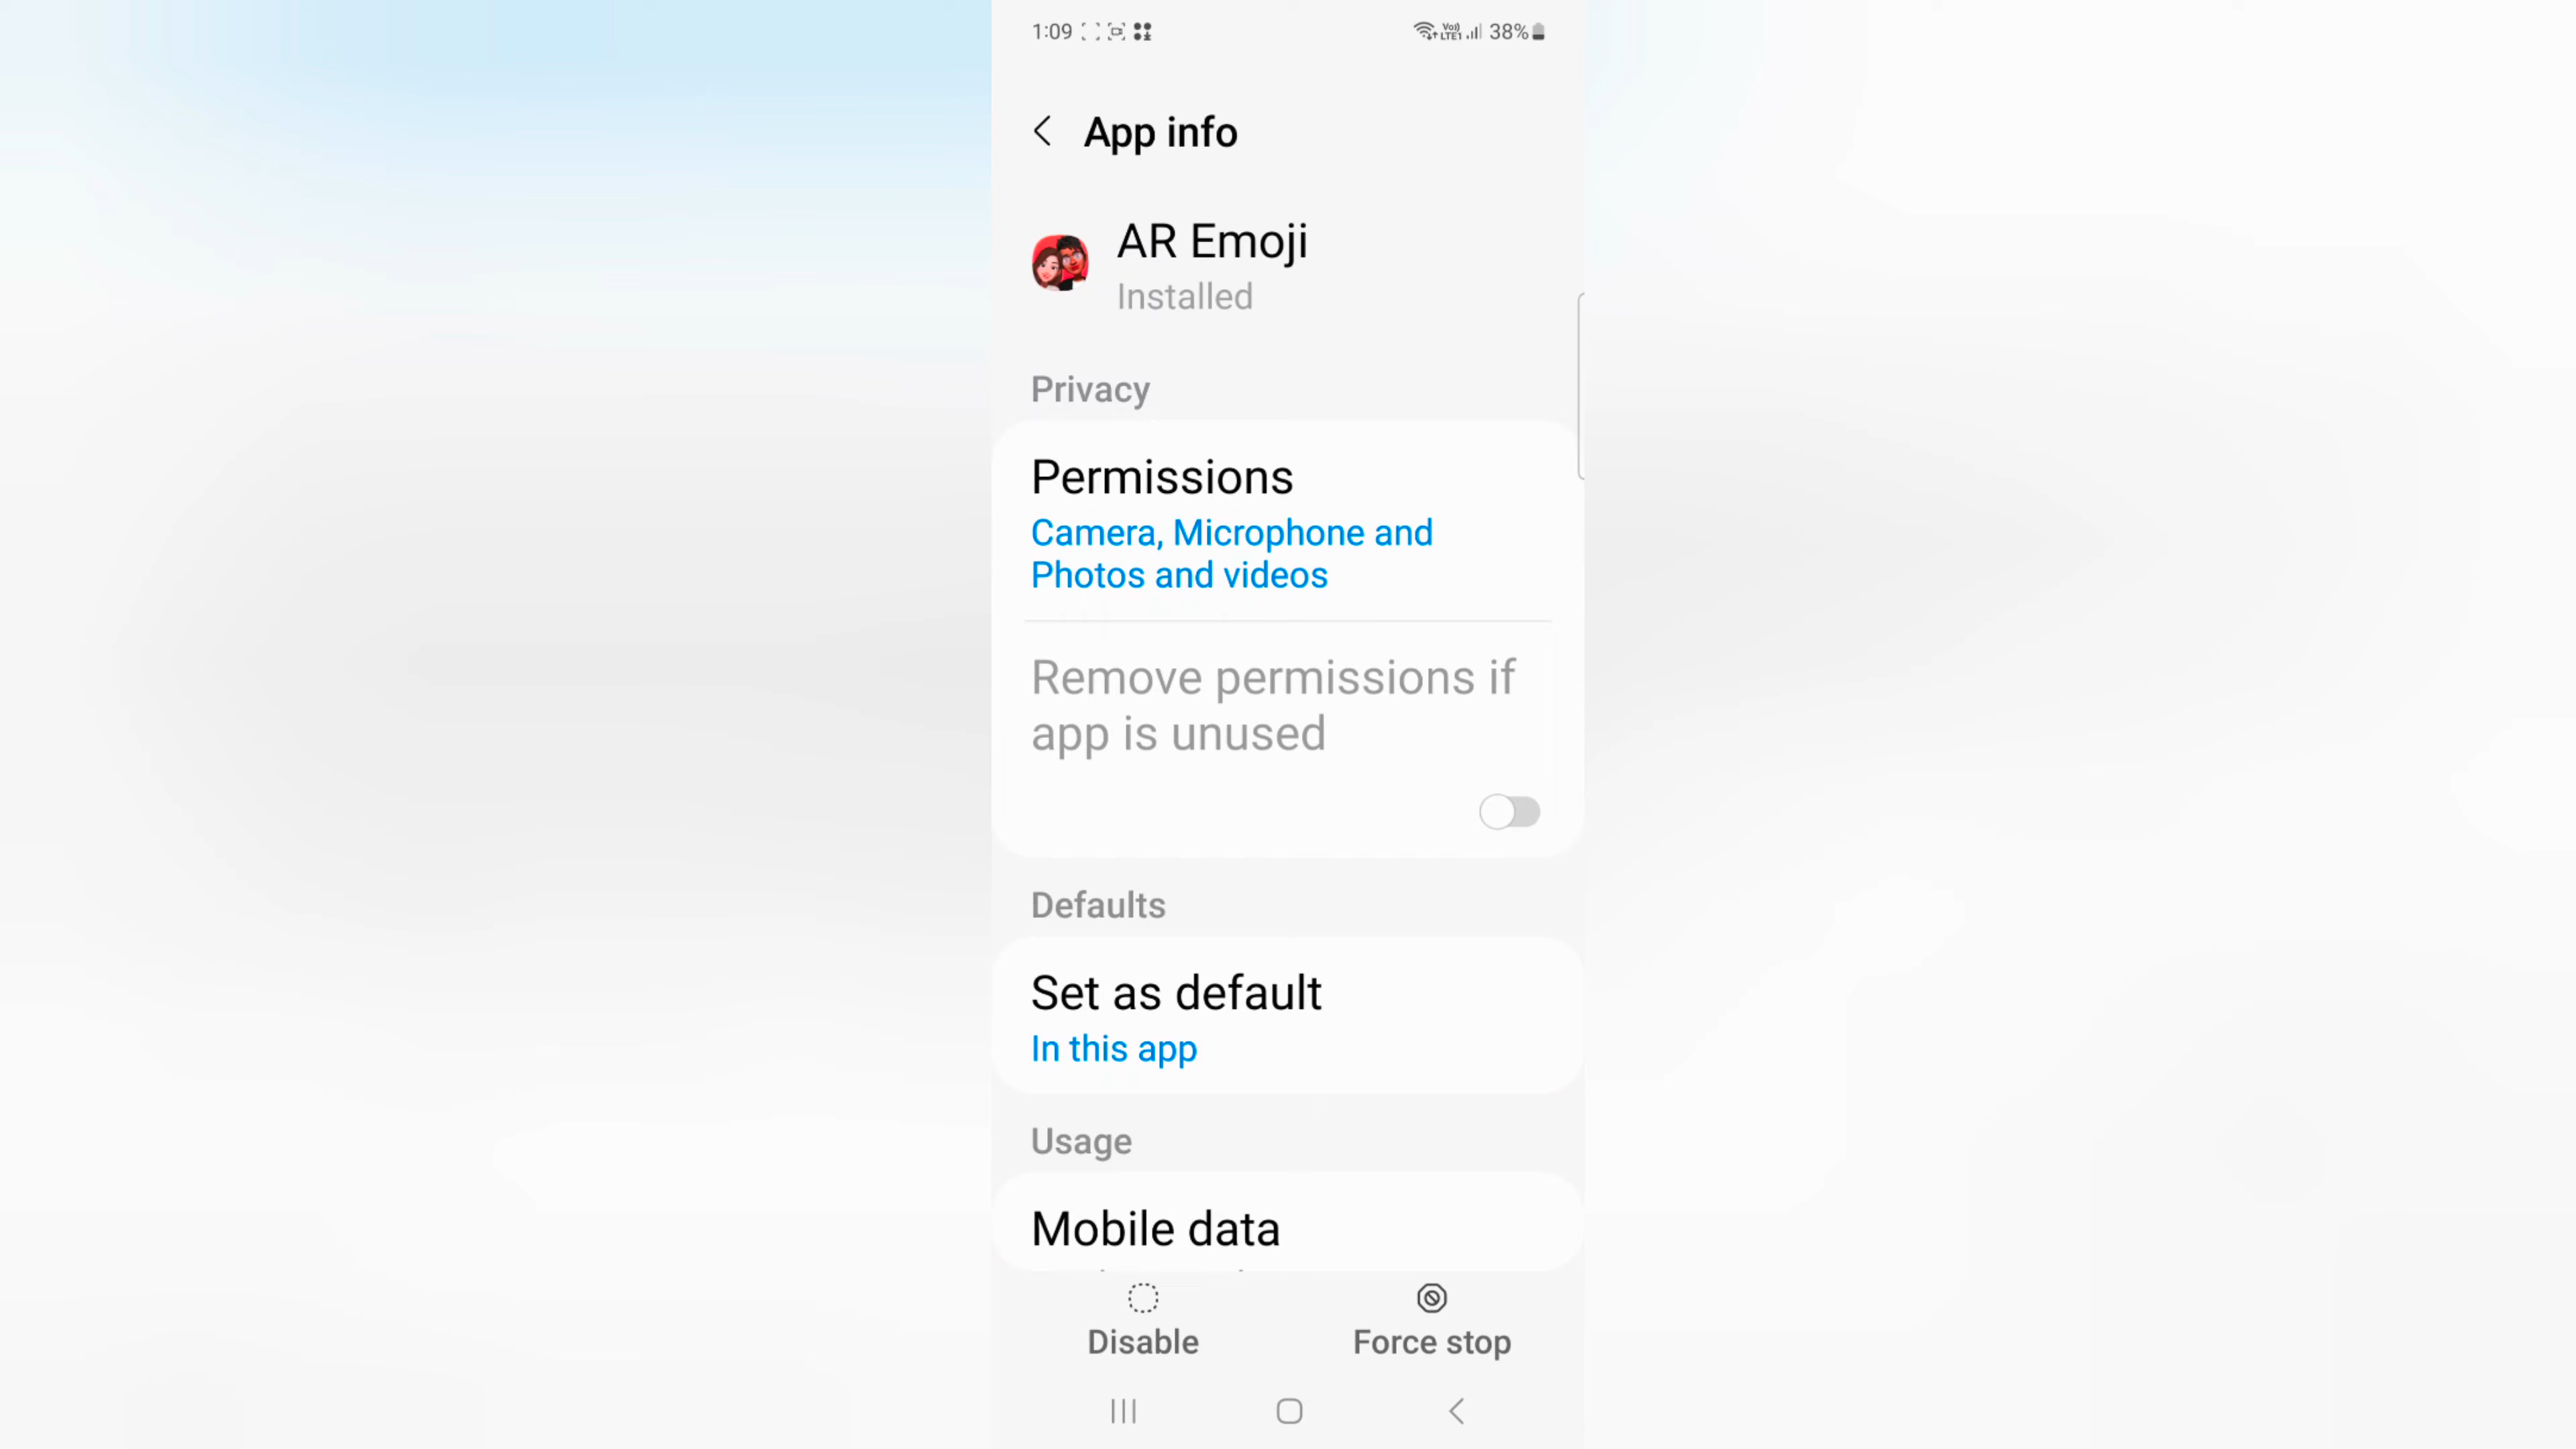 1:09 38%
App info
AR Emoji
Installed
Privacy
Permissions
Camera, Microphone and
Photos and videos
Remove permissions if
app is unused
Defaults
Set as default
In this app
Usage
Mobile data
Disable
Force stop